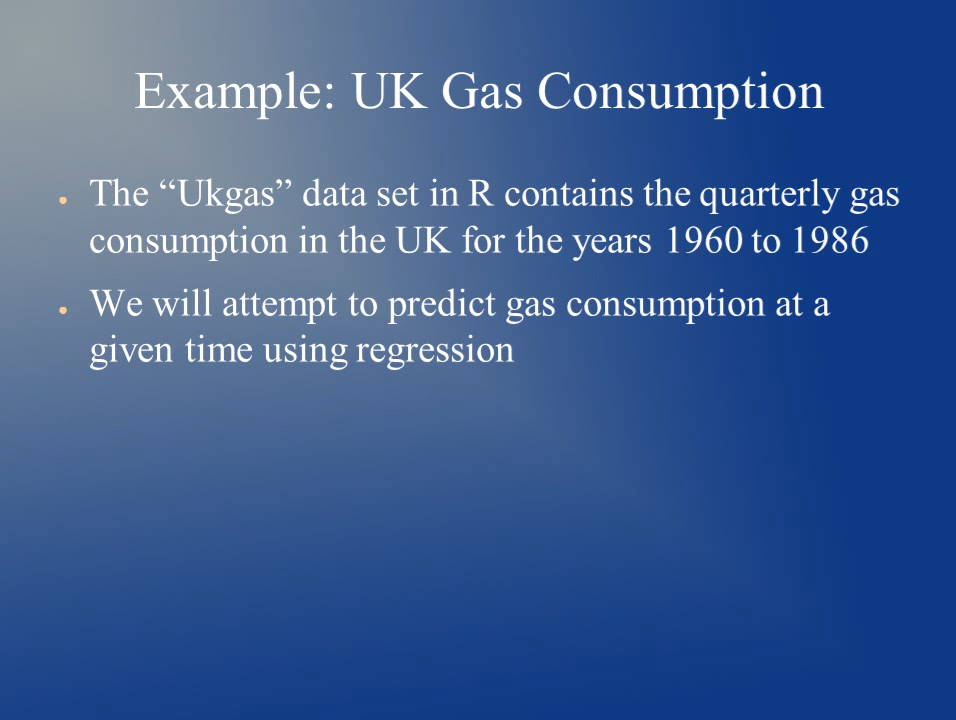 Example: UK Gas Consumption
● The “Ukgas” data set in R contains the quarterly gas
consumption in the UK for the years 1960 to 1986
● We will attempt to predict gas consumption at a
given time using regression